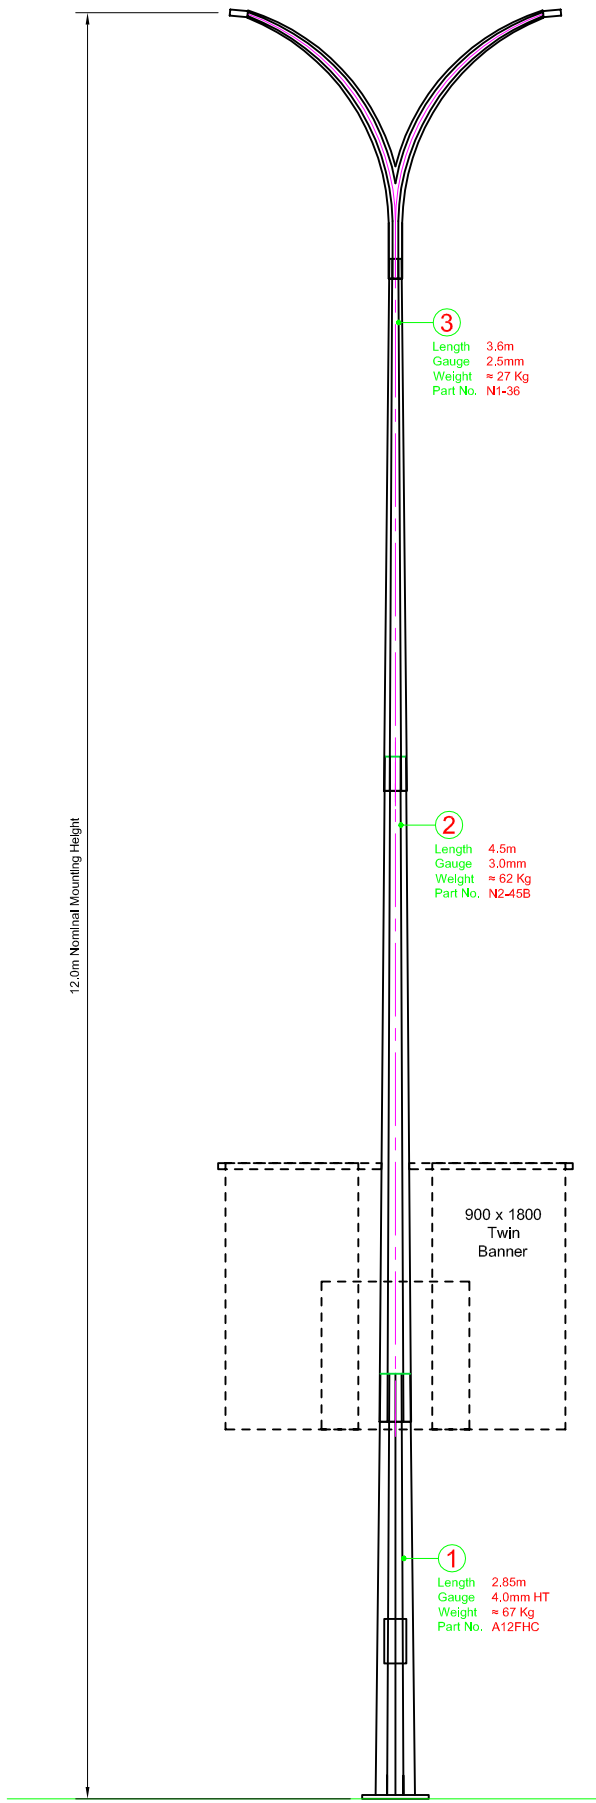 3
Length 3.6m
Gauge 2.5mm
Weight ≈ 27 Kg
Part No. N1-36
12.0m Nominal Mounting Height
2
Length 4.5m
Gauge 3.0mm
Weight ≈ 62 Kg
Part No. N2-45B
900 x 1800
Twin
Banner
1
Length 2.85m
Gauge 4.0mm HT
Weight ≈ 67 Kg
Part No. A12FHC